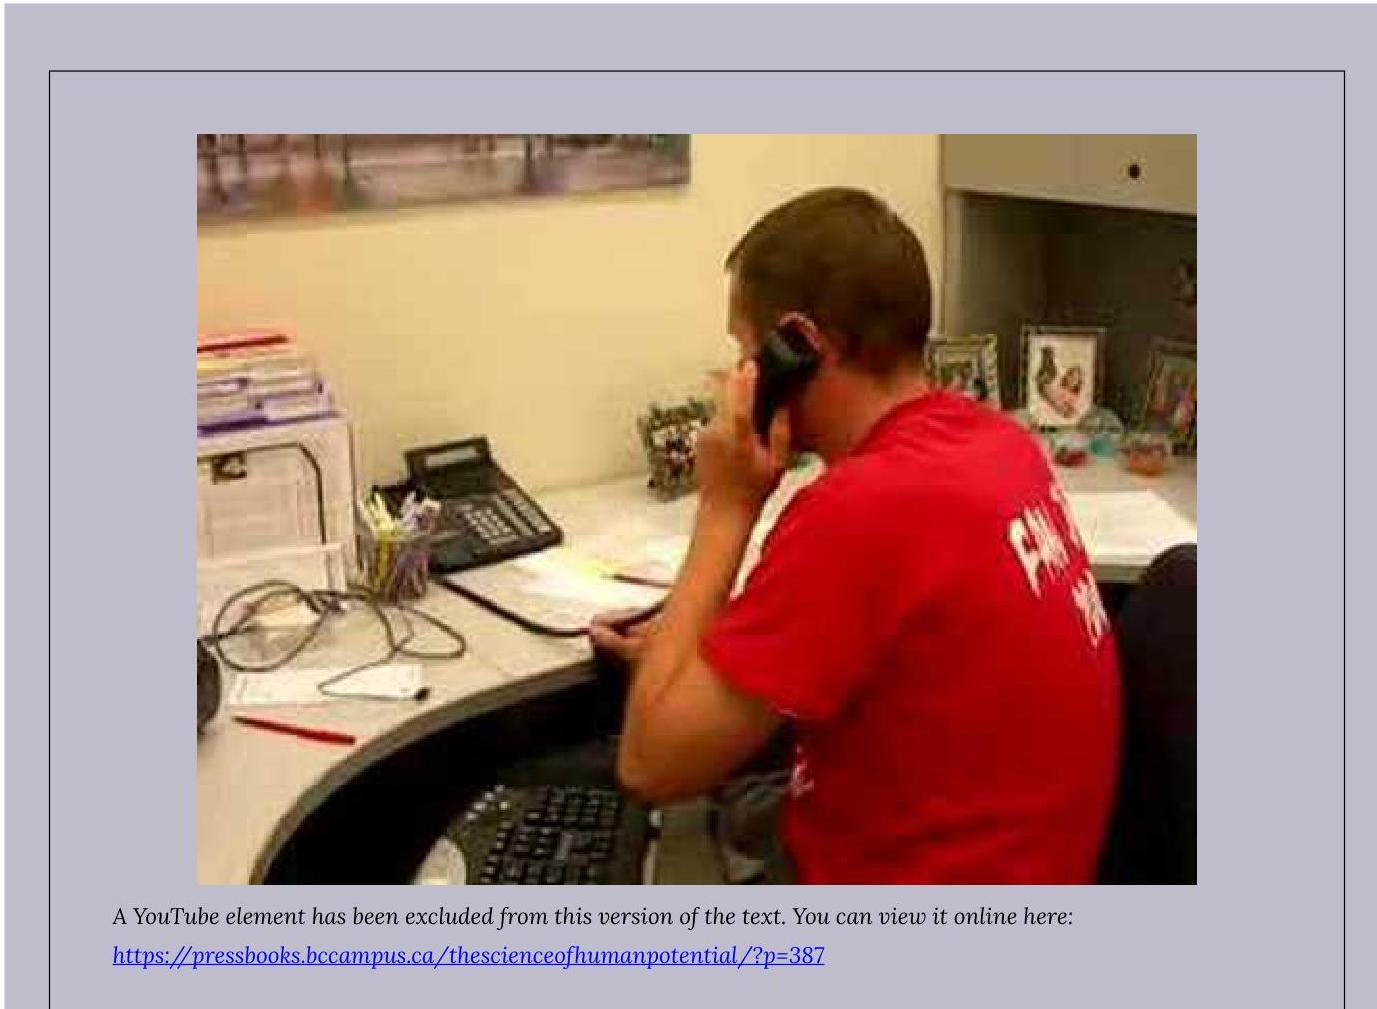 A YouTube element has been excluded from this version of the text. You can view it online here:
https://pressbooks.bccampus.ca/thescienceofhumanpotential/?p=387